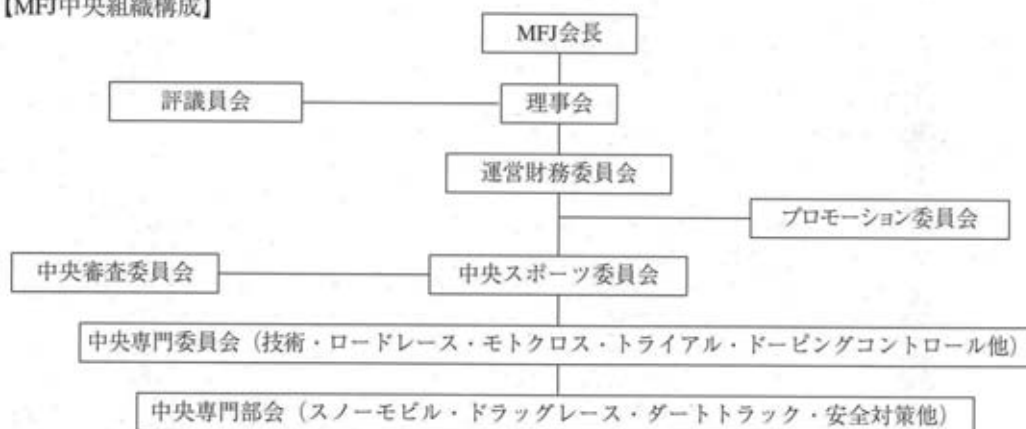 【MFJ中央組織構成】
MFJ会長
評議員会
理事会
運営財務委員会
プロモーション委員会
中央審査委員会
中央スポーツ委員会
中央専門委員会（技術・ロードレース・モトクロス・トライアル・ドーピングコントロール他）
中央専門部会（スノーモビル・ドラッグレース・ダートトラック・安全対策他）